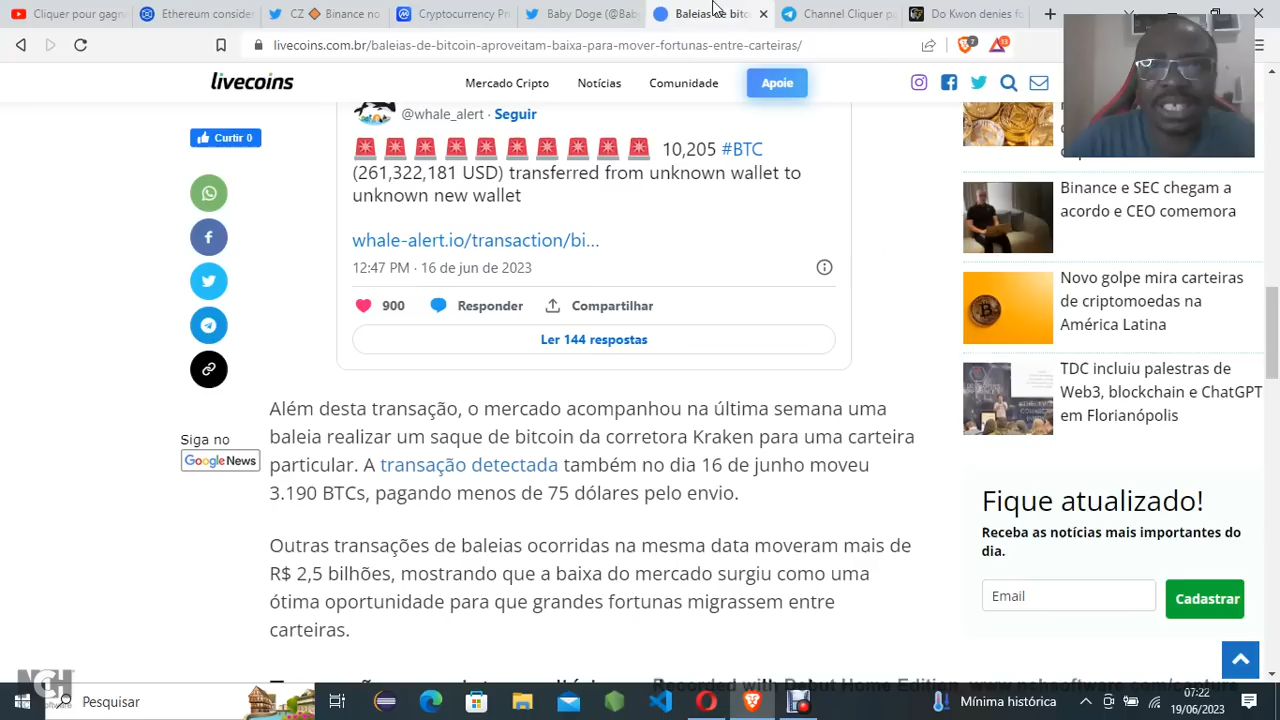 Cliquer pour gagn
Ethereum consider
CZ Binance no
Cryptocurrency Pr
Baby Doge (@Bab
Baleias de bitc
Channel Cliquer p
Do Kwon denies f
livecoins.com.br/baleias-de-bitcoin-aproveitam-baixa-para-mover-fortunas-entre-carteiras/
livecoins
Mercado Cripto
Notícias
Comunidade
Apoie
Curtir 0
@whale_alert · Seguir
10,205 #BTC
(261,322,181 USD) transferred from unknown wallet to
unknown new wallet
whale-alert.io/transaction/bi...
12:47 PM · 16 de jun de 2023
900
Responder
Compartilhar
Ler 144 respostas
Além desta transação, o mercado acompanhou na última semana uma
baleia realizar um saque de bitcoin da corretora Kraken para uma carteira
particular. A transação detectada também no dia 16 de junho moveu
3.190 BTCs, pagando menos de 75 dólares pelo envio.
Outras transações de baleias ocorridas na mesma data moveram mais de
R$ 2,5 bilhões, mostrando que a baixa do mercado surgiu como uma
ótima oportunidade para que grandes fortunas migrassem entre
carteiras.
Siga no
Google News
Binance e SEC chegam a
acordo e CEO comemora
Novo golpe mira carteiras
de criptomoedas na
América Latina
TDC incluiu palestras de
Web3, blockchain e ChatGPT
em Florianópolis
Fique atualizado!
Receba as notícias mais importantes do
dia.
Email
Cadastrar
NCH
Recorded with Debut Home Edition www.nchsoftware.com/capture
Pesquisar
Mínima histórica
07:22
19/06/2023